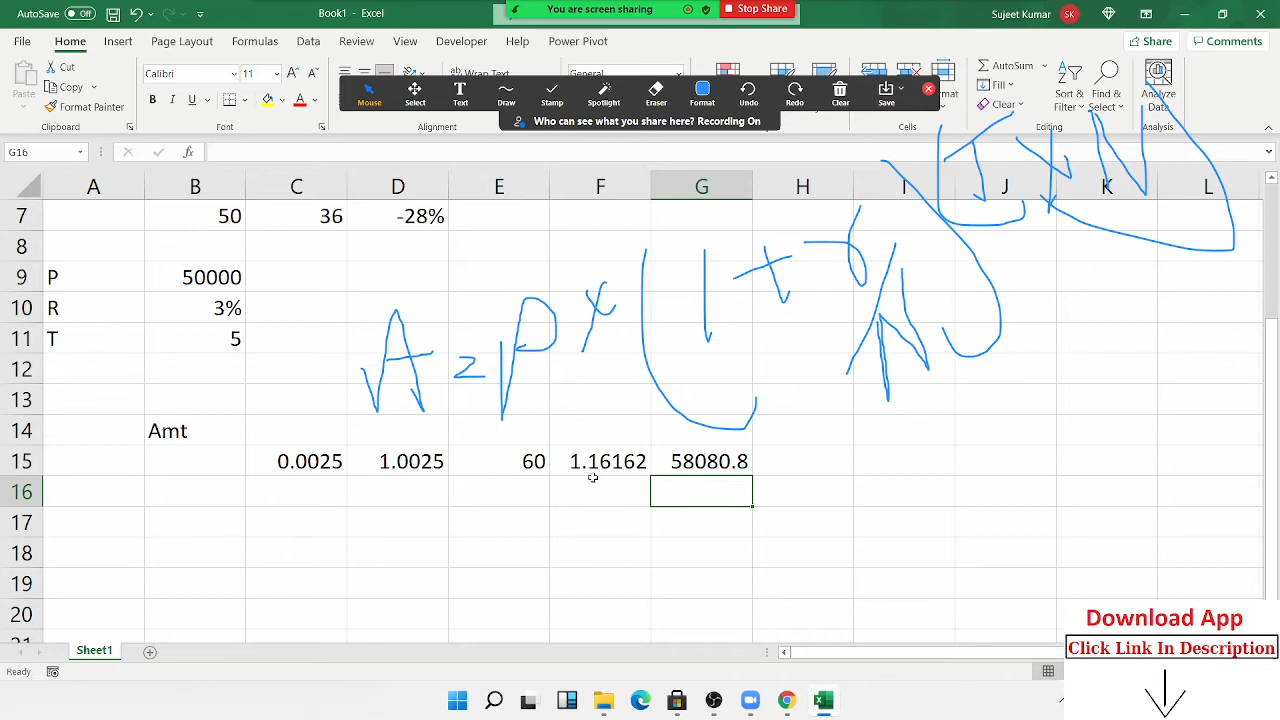 AutoSave Off Book1 - Excel You are screen sharing Stop Share Sujeet Kumar SK
File Home Insert Page Layout Formulas Data Review View Developer Help Power Pivot Share Comments
Cut Calibri 11 Wrap Text General AutoSum
Paste Copy Mouse Select Text Draw Stamp Spotlight Eraser Format Undo Redo Clear Save Fill Sort & Filter Find & Select Analyze Data
Format Painter B I U Clear
Clipboard Font Alignment Who can see what you share here? Recording On Cells Editing Analysis
G16 fx
A B C D E F G H I J K L
7 50 36 -28%
8
9 P 50000
10 R 3%
11 T 5
12
13
14 Amt
15 0.0025 1.0025 60 1.16162 58080.8
16
17
18
19
20
21
(T × N)
A = P × (1 + r/N)
Sheet1
Ready
Download App
Click Link In Description